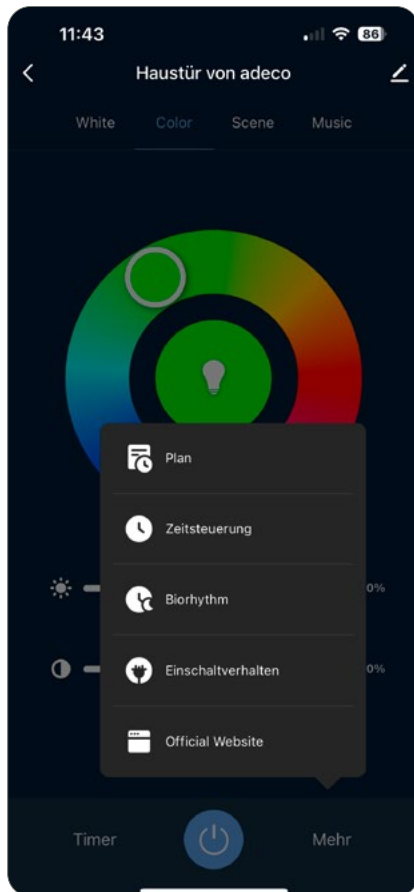 11:43
86
Haustür von adeco
White Color Scene Music
Plan
Zeitsteuerung
Biorhythm
0%
Einschaltverhalten
0%
Official Website
Timer Mehr